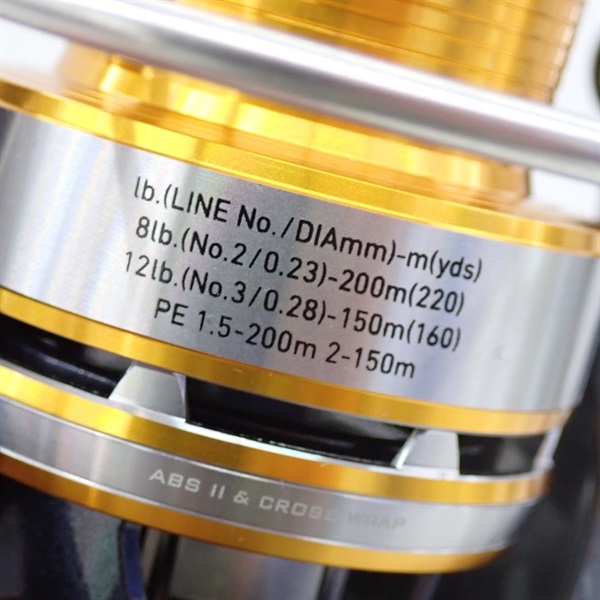 lb.(LINE No./DIAmm)-m(yds)
8lb.(No.2/0.23)-200m(220)
12lb.(No.3/0.28)-150m(160)
PE 1.5-200m 2-150m
ABS II & CROSS WRAP